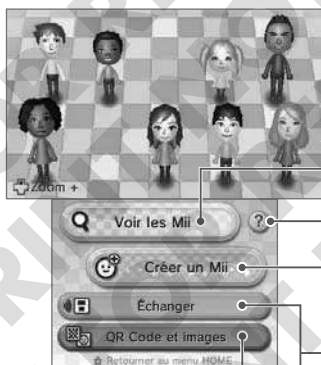 Zoom +
Voir les Mii
?
Créer un Mii
Échanger
QR Code et images
Retourner au menu HOME